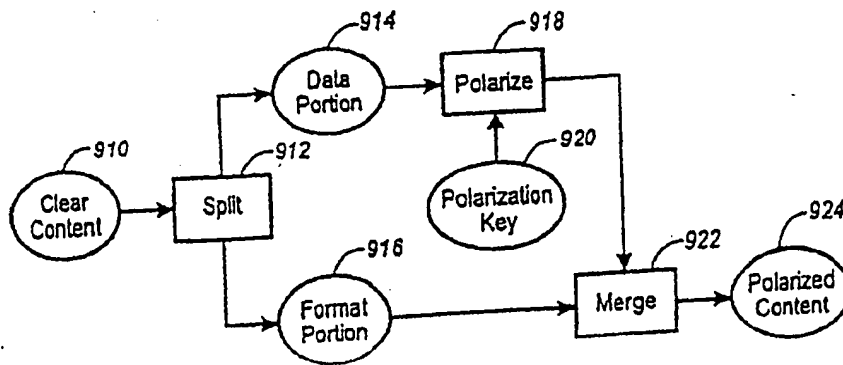 914
Data
Portion
918
Polarize
910
Clear
Content
912
Split
920
Polarization
Key
916
Format
Portion
922
Merge
924
Polarized
Content